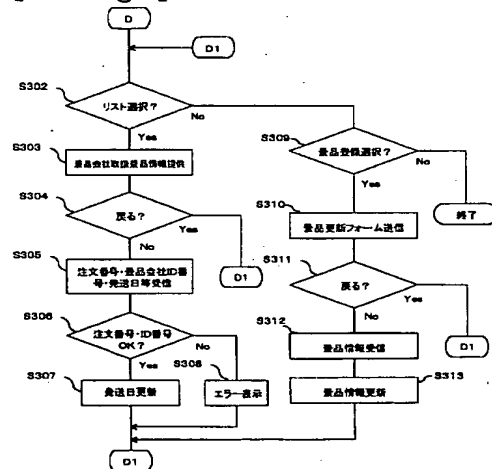 D
D1
S302
リスト選択?
No
Yes
S303
景品会社取扱景品情報提供
S304
戻る?
Yes
No
D1
S305
注文番号・景品会社ID番
号・発送日等受信
S306
注文番号・ID番号
OK?
No
Yes
S307
発送日更新
S308
エラー表示
S309
景品登録選択?
No
Yes
終了
S310
景品更新フォーム送信
S311
戻る?
Yes
No
D1
S312
景品情報受信
S313
景品情報更新
D1